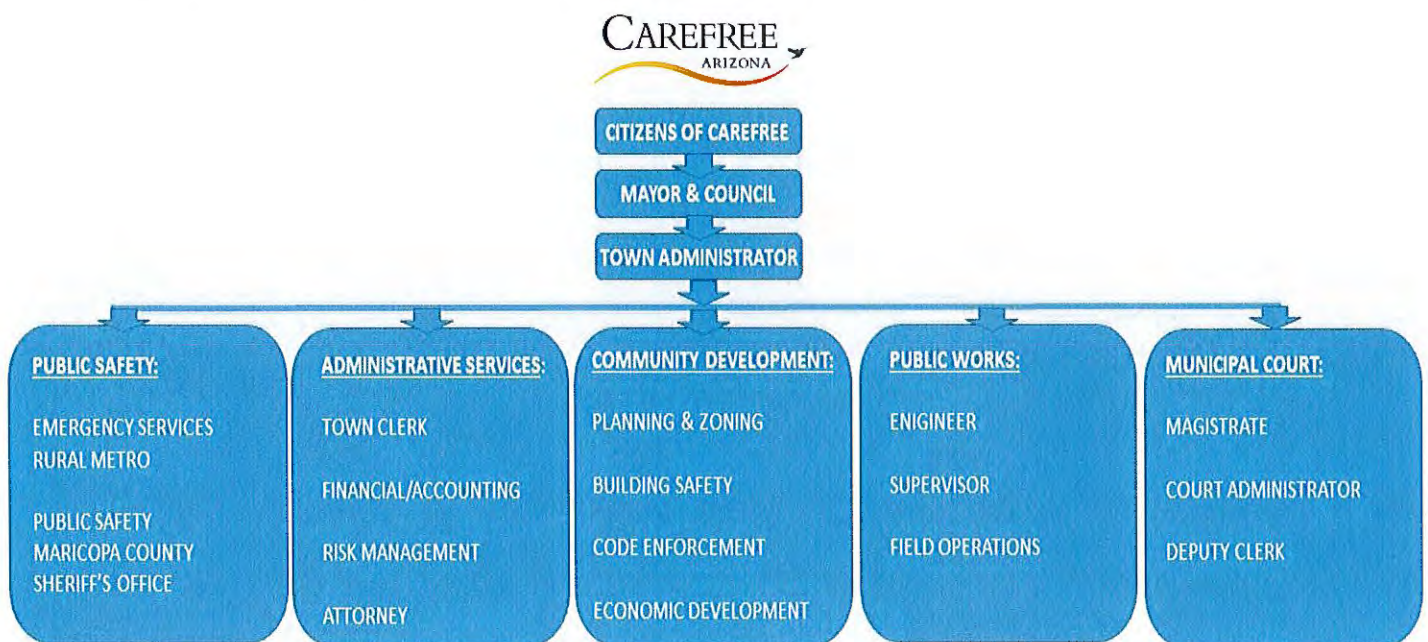 CAREFREE
ARIZONA
CITIZENS OF CAREFREE
MAYOR & COUNCIL
TOWN ADMINISTRATOR
PUBLIC SAFETY:
EMERGENCY SERVICES
RURAL METRO
PUBLIC SAFETY
MARICOPA COUNTY
SHERIFF'S OFFICE
ADMINISTRATIVE SERVICES:
TOWN CLERK
FINANCIAL/ACCOUNTING
RISK MANAGEMENT
ATTORNEY
COMMUNITY DEVELOPMENT:
PLANNING & ZONING
BUILDING SAFETY
CODE ENFORCEMENT
ECONOMIC DEVELOPMENT
PUBLIC WORKS:
ENIGINEER
SUPERVISOR
FIELD OPERATIONS
MUNICIPAL COURT:
MAGISTRATE
COURT ADMINISTRATOR
DEPUTY CLERK